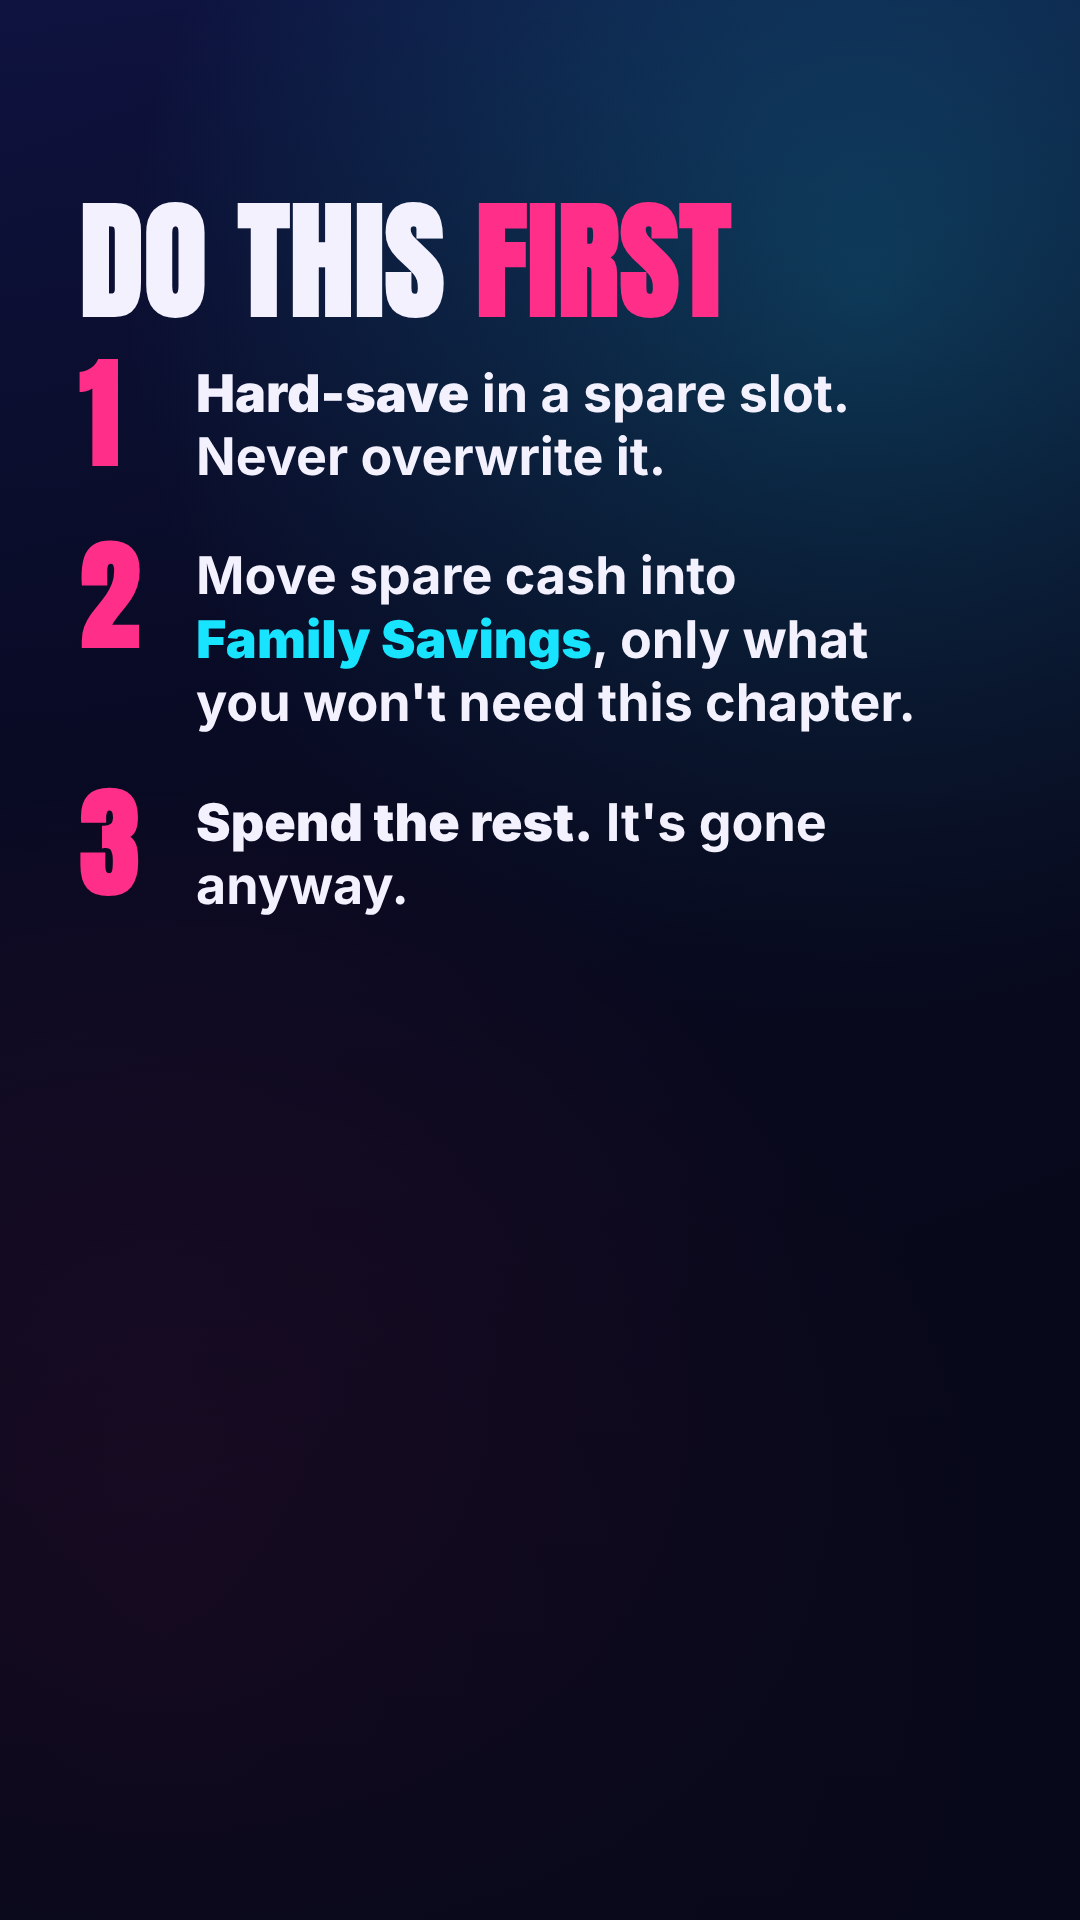 DO THIS FIRST
1
Hard-save in a spare slot.
Never overwrite it.
2
Move spare cash into
Family Savings, only what
you won't need this chapter.
3
Spend the rest. It's gone
anyway.